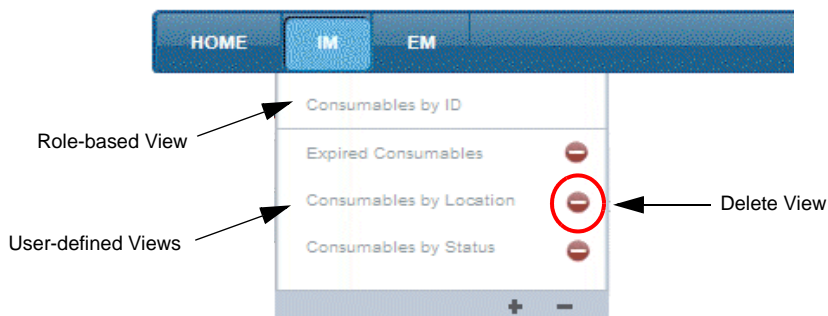 HOME IM EM
Consumables by ID
Role-based View
Expired Consumables
Consumables by Location
Delete View
User-defined Views
Consumables by Status
+ −